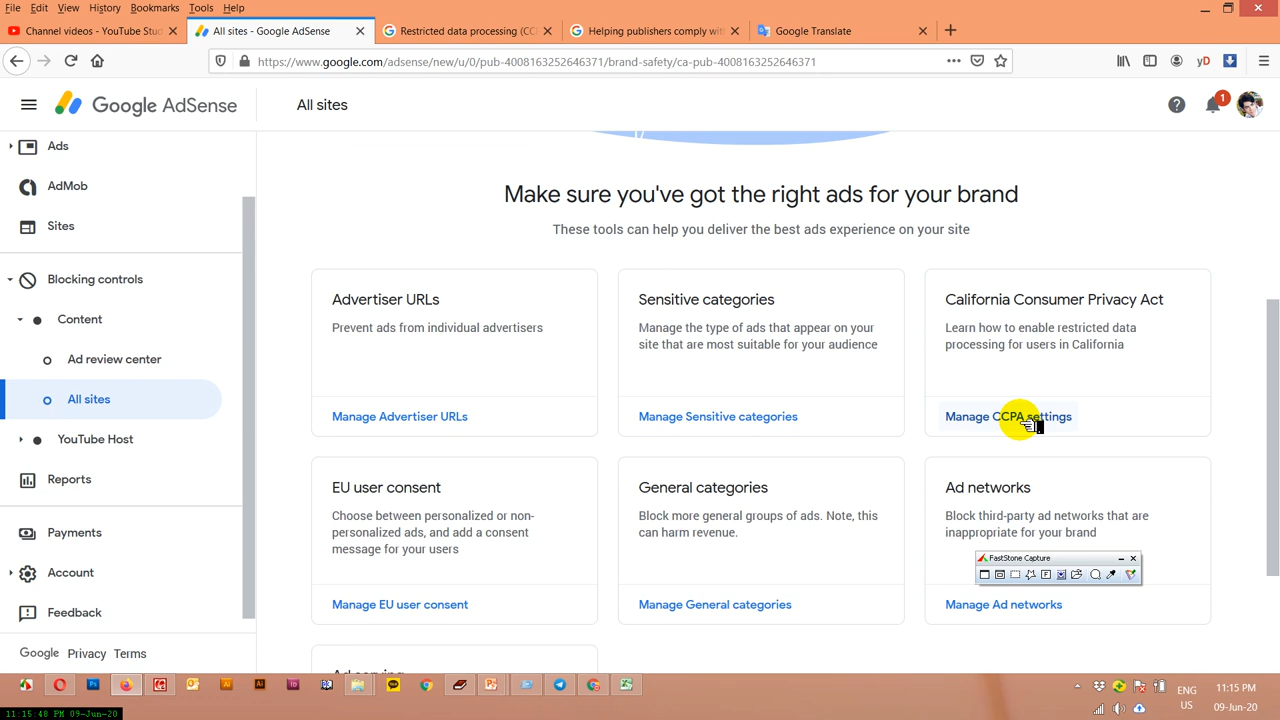 File Edit View History Bookmarks Tools Help
Channel videos - YouTube Stu
All sites - Google AdSense
Restricted data processing (CC
Helping publishers comply wit
Google Translate
https://www.google.com/adsense/new/u/0/pub-4008163252646371/brand-safety/ca-pub-4008163252646371
yD
Google AdSense
All sites
1
Ads
AdMob
Sites
Blocking controls
Content
Ad review center
All sites
YouTube Host
Reports
Payments
Account
Feedback
Google Privacy Terms
Make sure you've got the right ads for your brand
These tools can help you deliver the best ads experience on your site
Advertiser URLs
Prevent ads from individual advertisers
Manage Advertiser URLs
Sensitive categories
Manage the type of ads that appear on your
site that are most suitable for your audience
Manage Sensitive categories
California Consumer Privacy Act
Learn how to enable restricted data
processing for users in California
Manage CCPA settings
EU user consent
Choose between personalized or non-
personalized ads, and add a consent
message for your users
Manage EU user consent
General categories
Block more general groups of ads. Note, this
can harm revenue.
Manage General categories
Ad networks
Block third-party ad networks that are
inappropriate for your brand
FastStone Capture
Manage Ad networks
Ad serving
ENG
US
11:15 PM
09-Jun-20
11:15:48 PM 09-Jun-20